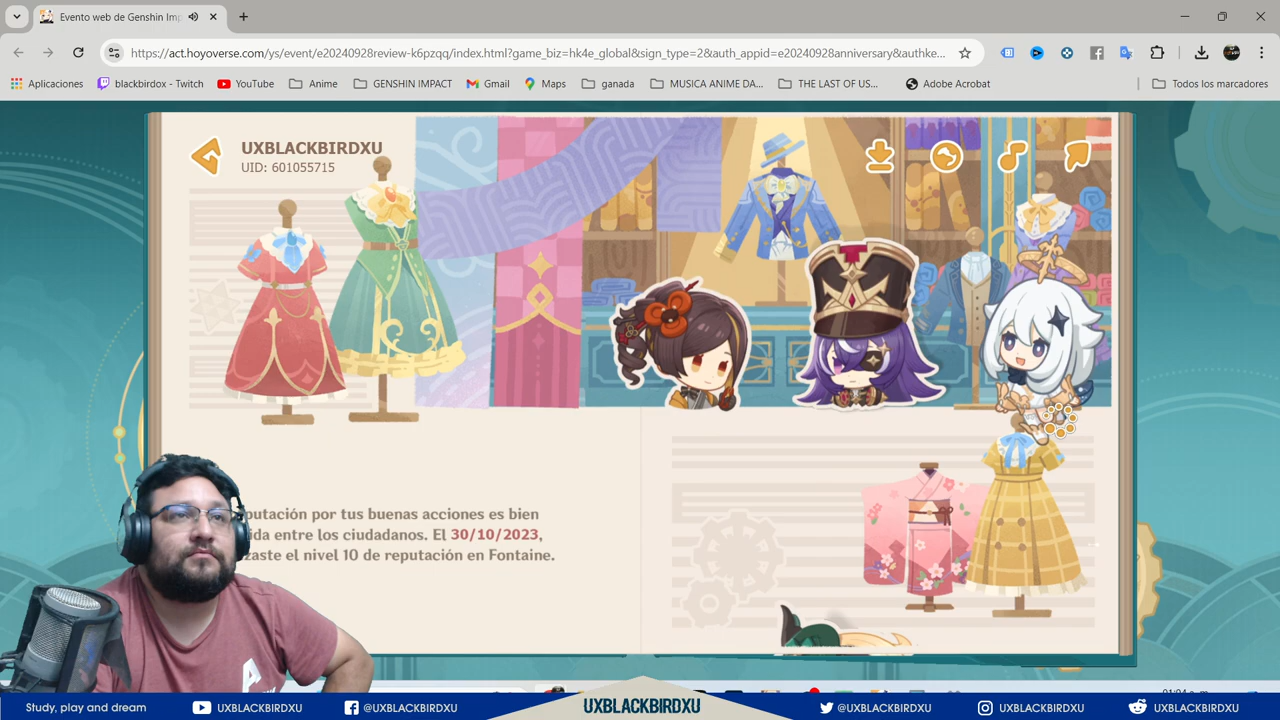 Evento web de Genshin Imp
https://act.hoyoverse.com/ys/event/e20240928review-k6pzqq/index.html?game_biz=hk4e_global&sign_type=2&auth_appid=e20240928anniversary&authke...
Aplicaciones
blackbirdox - Twitch
YouTube
Anime
GENSHIN IMPACT
Gmail
Maps
ganada
MUSICA ANIME DA...
THE LAST OF US...
Adobe Acrobat
Todos los marcadores
UXBLACKBIRDXU
UID: 601055715
putación por tus buenas acciones es bien
ida entre los ciudadanos. El 30/10/2023,
zaste el nivel 10 de reputación en Fontaine.
Study, play and dream
UXBLACKBIRDXU
@UXBLACKBIRDXU
UXBLACKBIRDXU
@UXBLACKBIRDXU
UXBLACKBIRDXU
UXBLACKBIRDXU